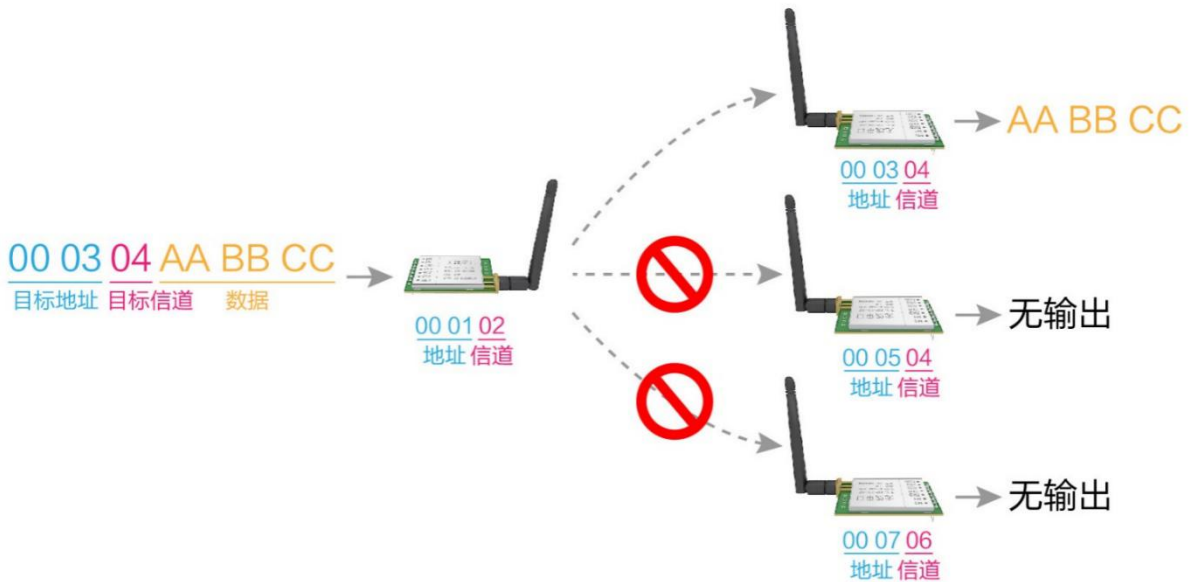 00 03 04 AA BB CC
目标地址 目标信道 数据
00 01 02
地址 信道
AA BB CC
00 03 04
地址 信道
无输出
00 05 04
地址 信道
无输出
00 07 06
地址 信道